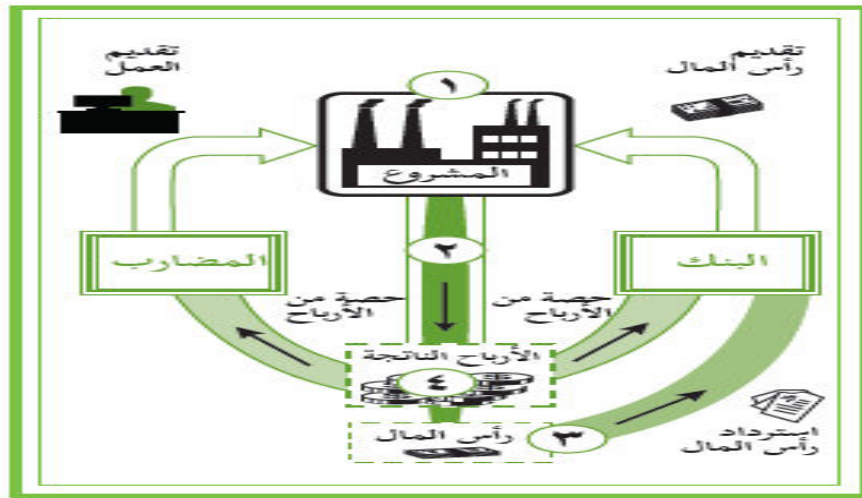 تقديم
العمل
تقديم
رأس المال
١
المشروع
٢
المضارب
البنك
حصة من
الأرباح
حصة من
الأرباح
الأرباح الناتجة
٤
رأس المال
٣
استرداد
رأس المال